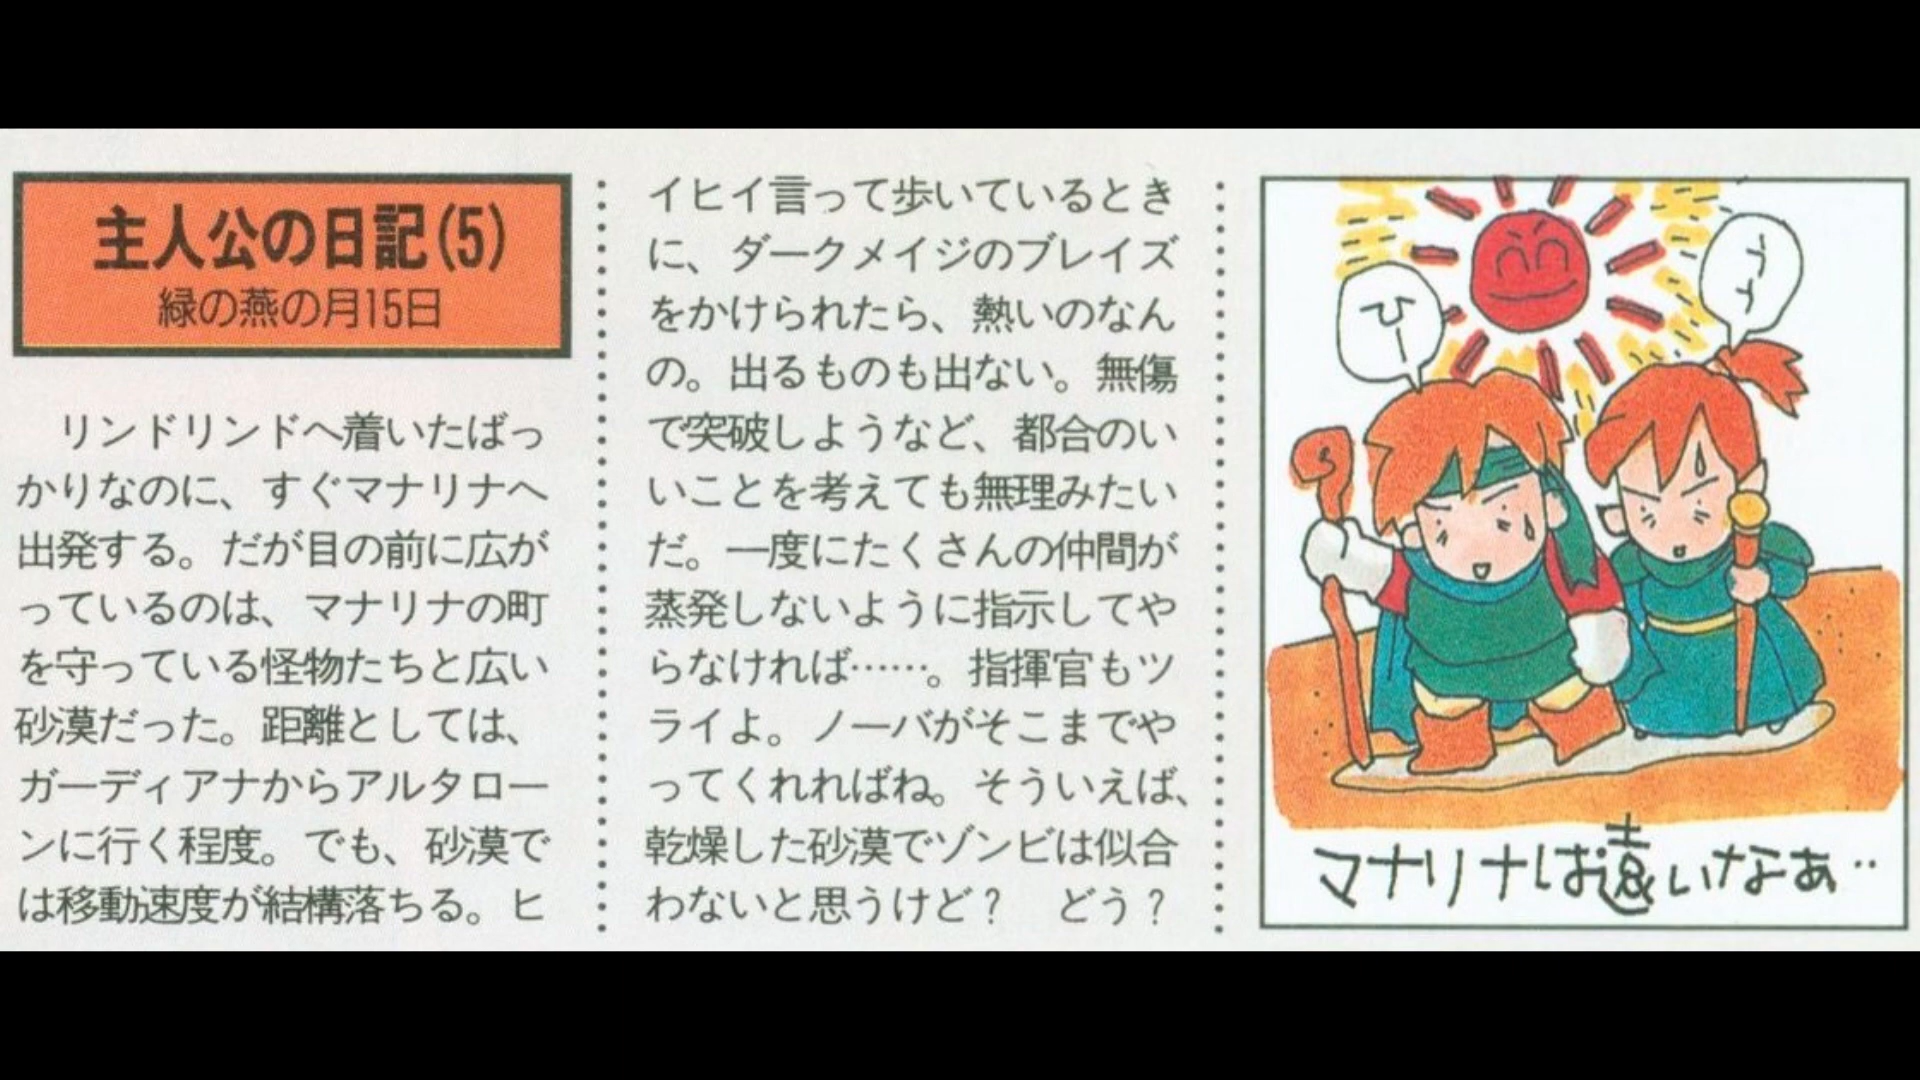 主人公の日記(5)
緑の燕の月15日
リンドリンドへ着いたばっ
かりなのに、すぐマナリナへ
出発する。だが目の前に広が
っているのは、マナリナの町
を守っている怪物たちと広い
砂漠だった。距離としては、
ガーディアナからアルタロー
ンに行く程度。でも、砂漠で
は移動速度が結構落ちる。ヒ
イヒイ言って歩いているとき
に、ダークメイジのブレイズ
をかけられたら、熱いのなん
の。出るものも出ない。無傷
で突破しようなど、都合のい
いことを考えても無理みたい
だ。一度にたくさんの仲間が
蒸発しないように指示してや
らなければ……。指揮官もツ
ライよ。ノーバがそこまでや
ってくれればね。そういえば、
乾燥した砂漠でゾンビは似合
わないと思うけど？　どう？
ひー
マナリナは遠いなぁ‥